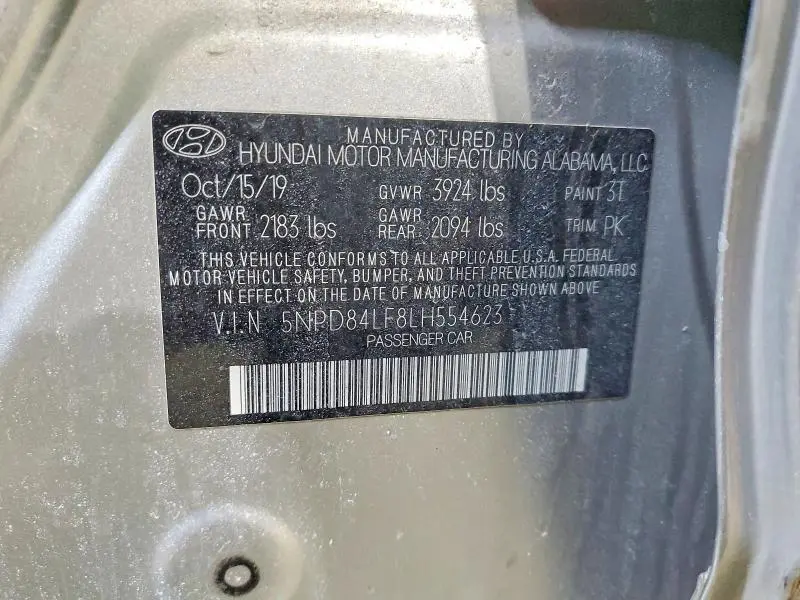 MANUFACTURED BY
HYUNDAI MOTOR MANUFACTURING ALABAMA, LLC
Oct/15/19 GVWR 3924 lbs PAINT 3T
GAWR FRONT 2183 lbs GAWR REAR 2094 lbs TRIM PK
THIS VEHICLE CONFORMS TO ALL APPLICABLE U.S.A. FEDERAL
MOTOR VEHICLE SAFETY, BUMPER, AND THEFT PREVENTION STANDARDS
IN EFFECT ON THE DATE OF MANUFACTURE SHOWN ABOVE
V.I.N 5NPD84LF8LH554623
PASSENGER CAR